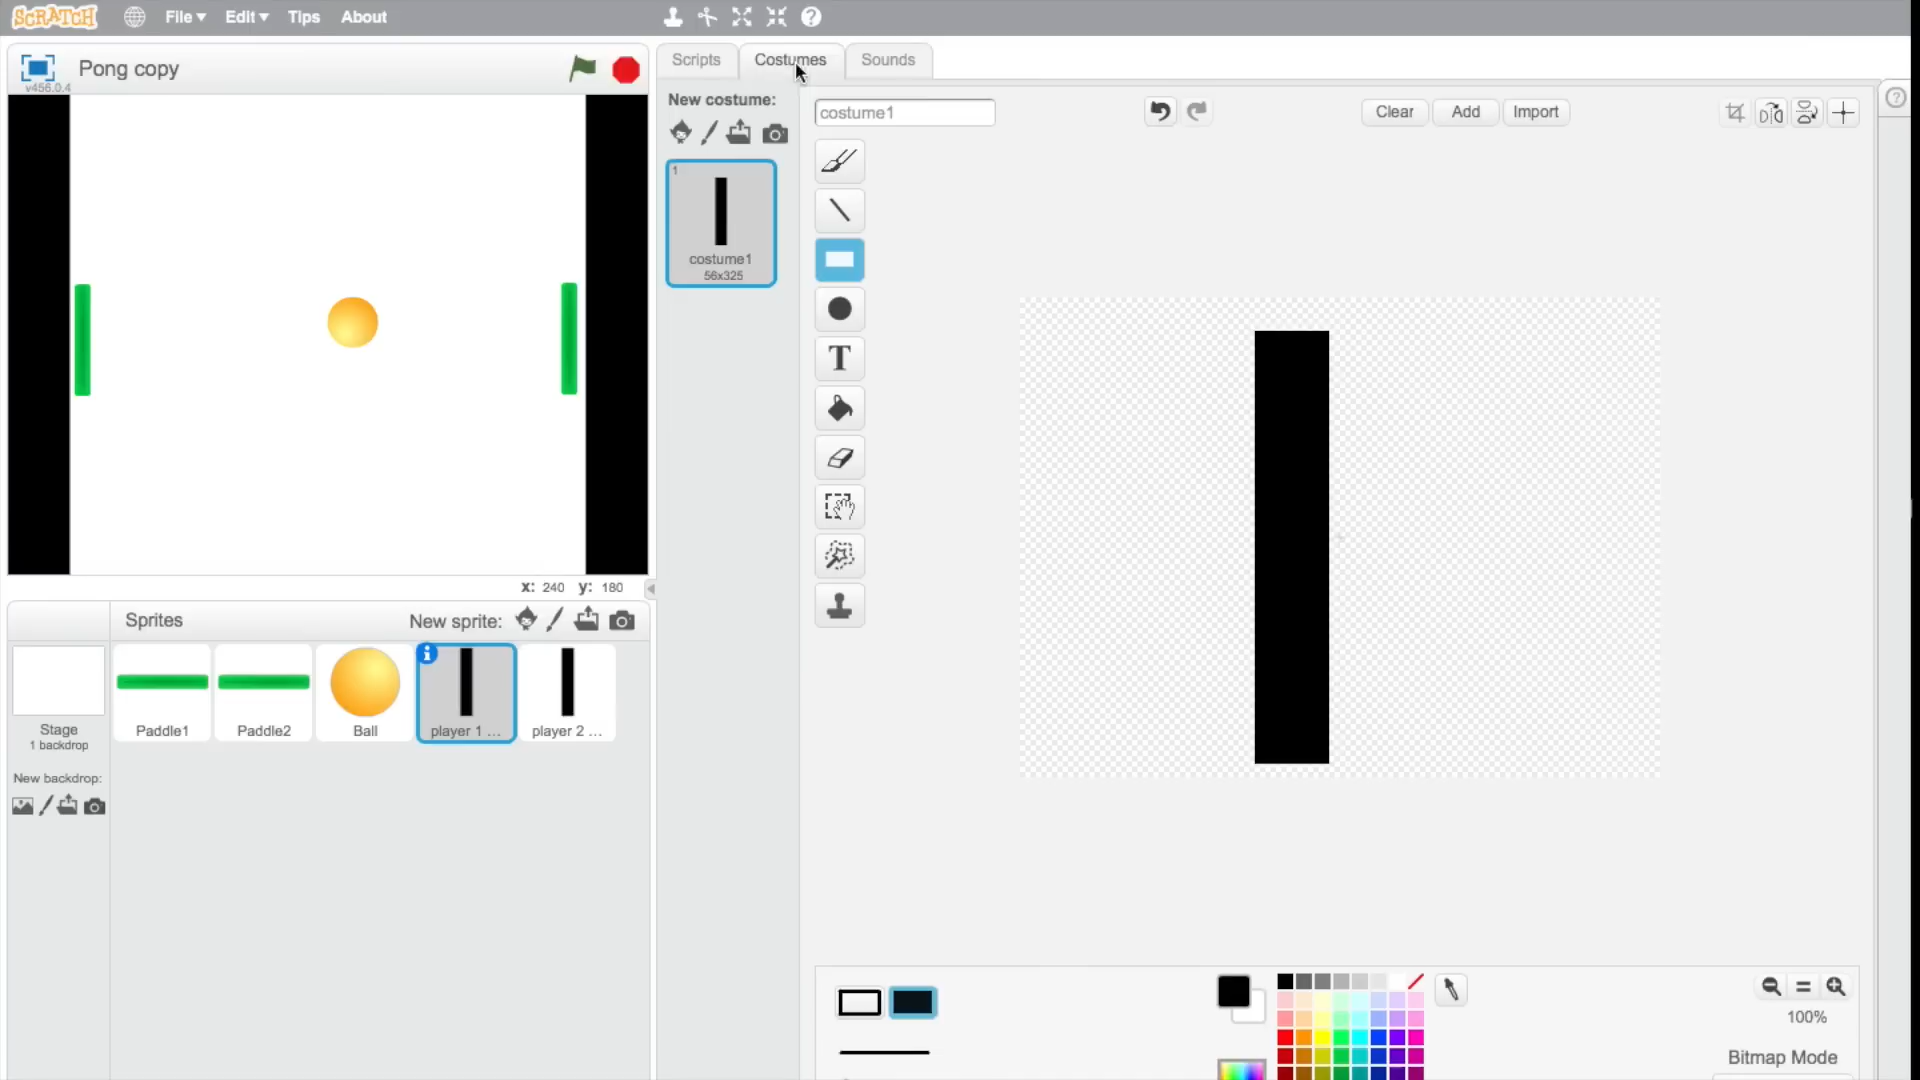 SCRATCH File Edit Tips About
v456.0.4 Pong copy
Scripts Costumes Sounds
New costume:
costume1 Clear Add Import
1
costume1
56x325
T
x: 240 y: 180
Sprites New sprite:
Paddle1 Paddle2 Ball player 1 ... player 2 ...
Stage
1 backdrop
New backdrop:
100%
Bitmap Mode